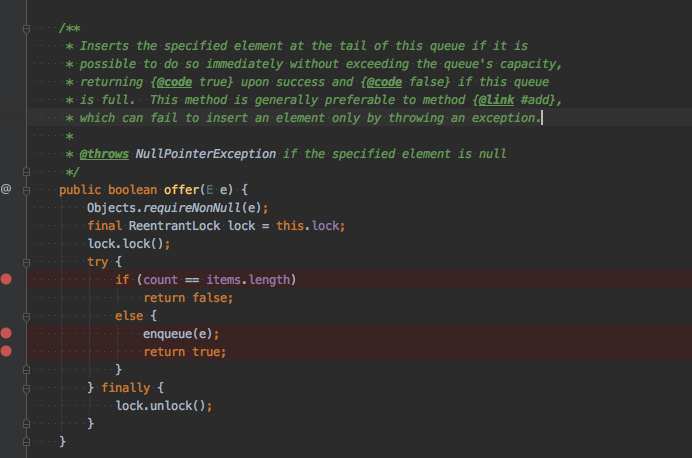 /**
 * Inserts the specified element at the tail of this queue if it is
 * possible to do so immediately without exceeding the queue's capacity,
 * returning {@code true} upon success and {@code false} if this queue
 * is full.  This method is generally preferable to method {@link #add},
 * which can fail to insert an element only by throwing an exception.
 *
 * @throws NullPointerException if the specified element is null
 */
@ public boolean offer(E e) {
    Objects.requireNonNull(e);
    final ReentrantLock lock = this.lock;
    lock.lock();
    try {
        if (count == items.length)
            return false;
        else {
            enqueue(e);
            return true;
        }
    } finally {
        lock.unlock();
    }
}